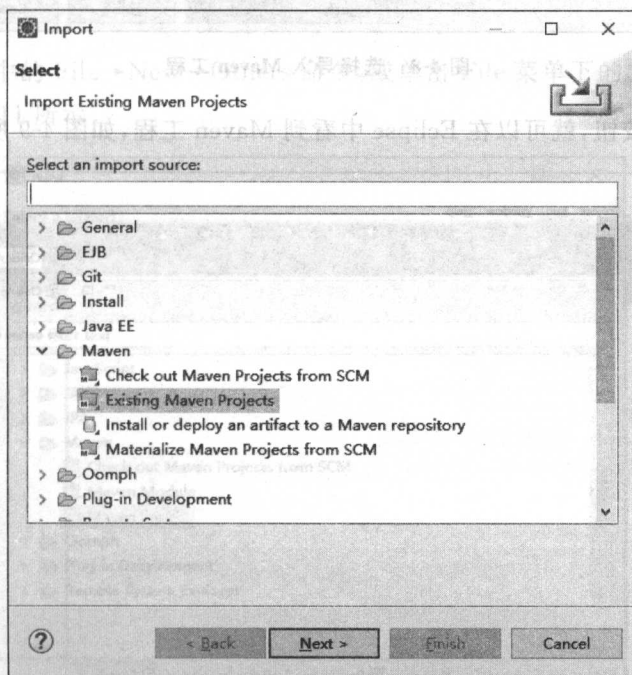 Import
Select
Import Existing Maven Projects
Select an import source:
General
EJB
Git
Install
Java EE
Maven
Check out Maven Projects from SCM
Existing Maven Projects
Install or deploy an artifact to a Maven repository
Materialize Maven Projects from SCM
Oomph
Plug-in Development
?
< Back
Next >
Finish
Cancel